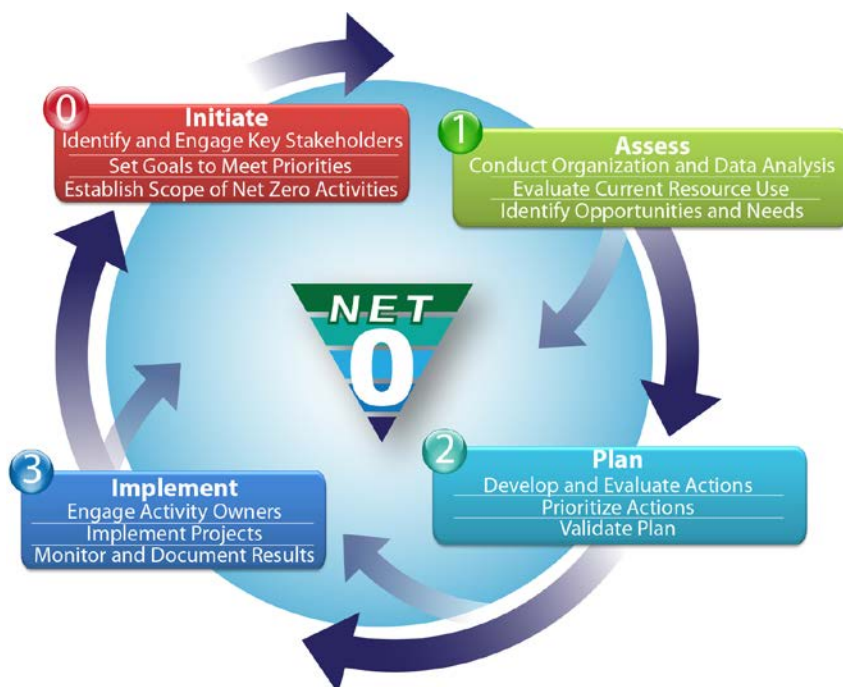 0
Initiate
Identify and Engage Key Stakeholders
Set Goals to Meet Priorities
Establish Scope of Net Zero Activities
1
Assess
Conduct Organization and Data Analysis
Evaluate Current Resource Use
Identify Opportunities and Needs
NET
0
2
Plan
Develop and Evaluate Actions
Prioritize Actions
Validate Plan
3
Implement
Engage Activity Owners
Implement Projects
Monitor and Document Results